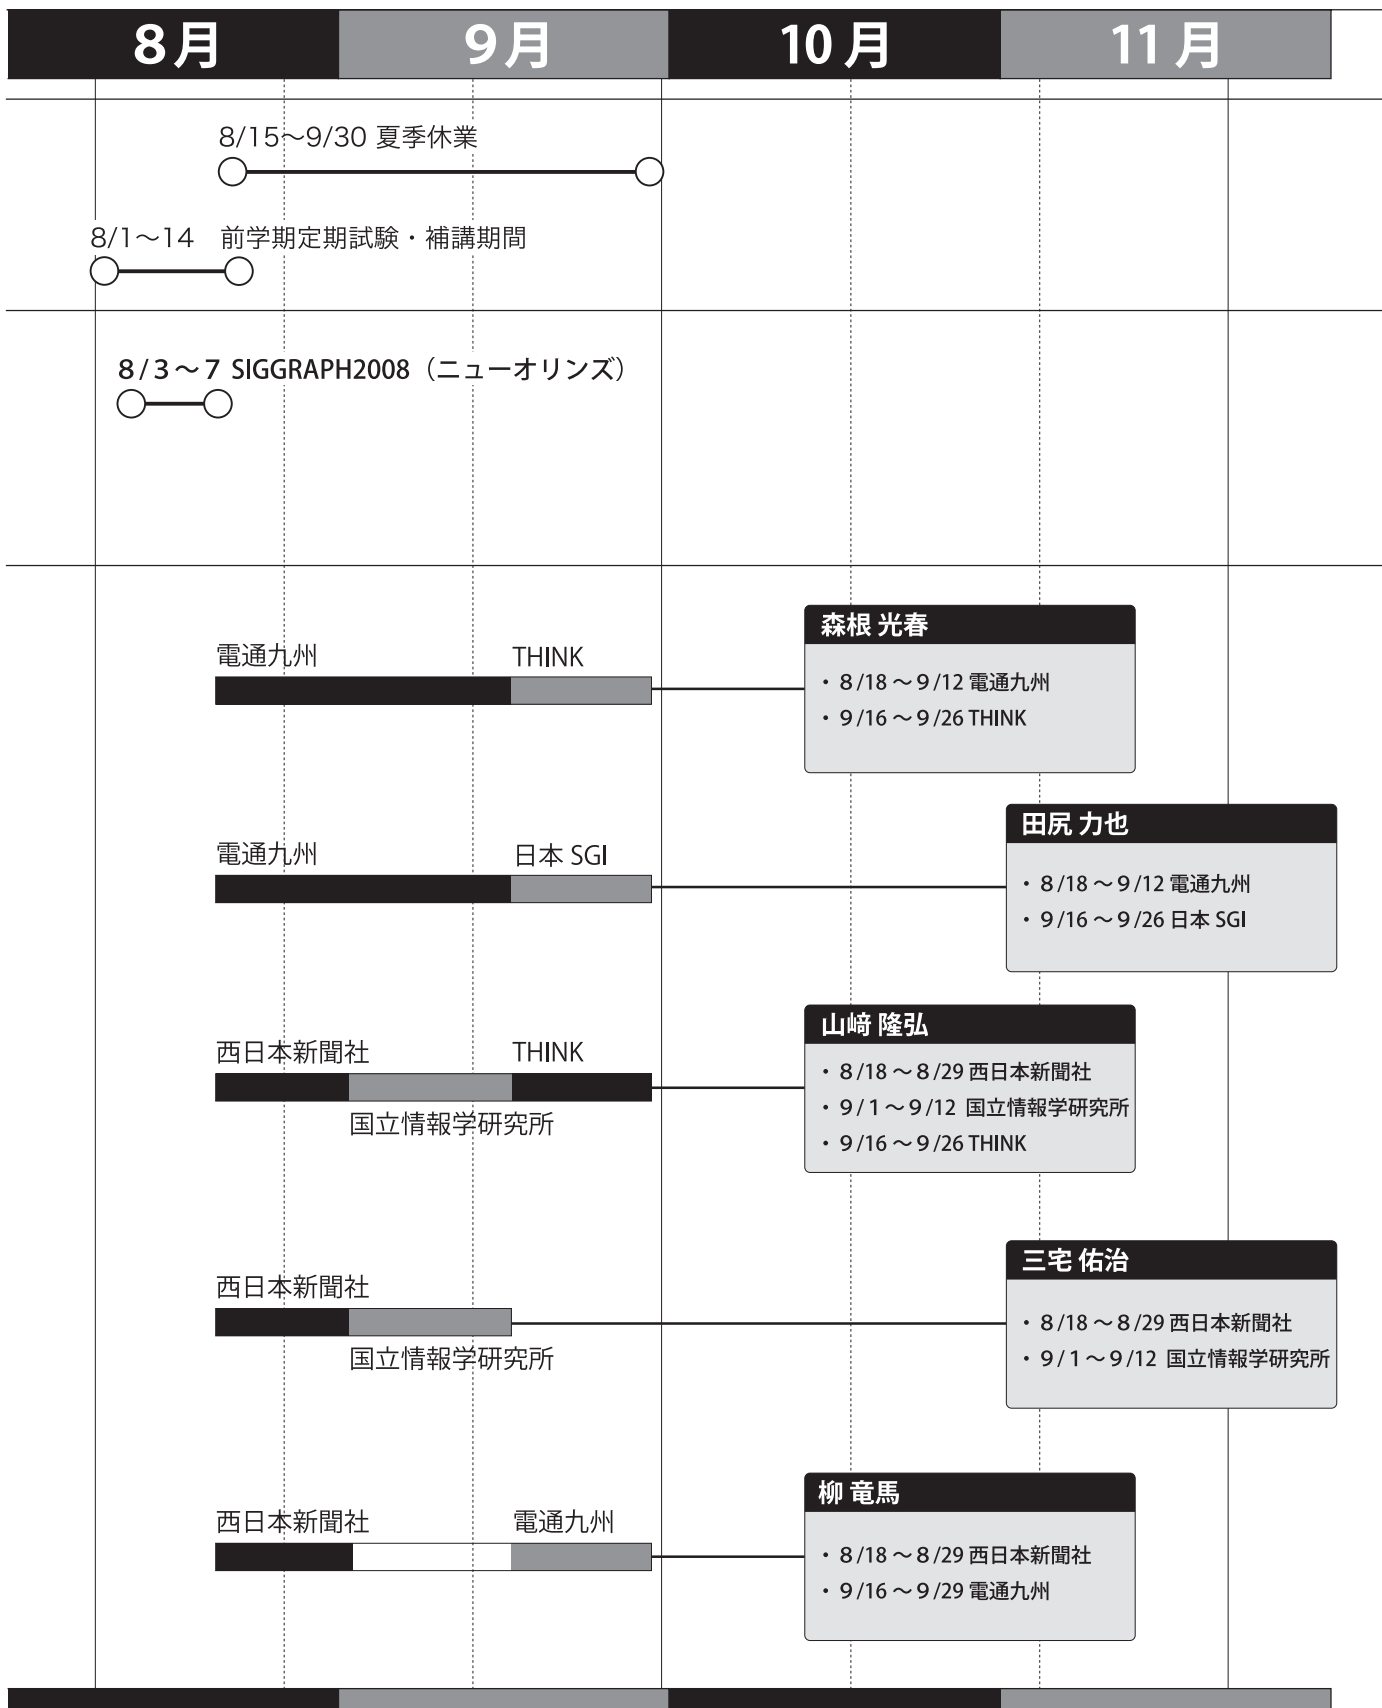 8月 9月 10月 11月
8/15〜9/30 夏季休業
8/1〜14 前学期定期試験・補講期間
8/3〜7 SIGGRAPH2008（ニューオリンズ）
電通九州 THINK
森根 光春
・8/18〜9/12 電通九州
・9/16〜9/26 THINK
電通九州 日本 SGI
田尻 力也
・8/18〜9/12 電通九州
・9/16〜9/26 日本 SGI
西日本新聞社 THINK
国立情報学研究所
山﨑 隆弘
・8/18〜8/29 西日本新聞社
・9/1〜9/12 国立情報学研究所
・9/16〜9/26 THINK
西日本新聞社
国立情報学研究所
三宅 佑治
・8/18〜8/29 西日本新聞社
・9/1〜9/12 国立情報学研究所
西日本新聞社 電通九州
柳 竜馬
・8/18〜8/29 西日本新聞社
・9/16〜9/29 電通九州